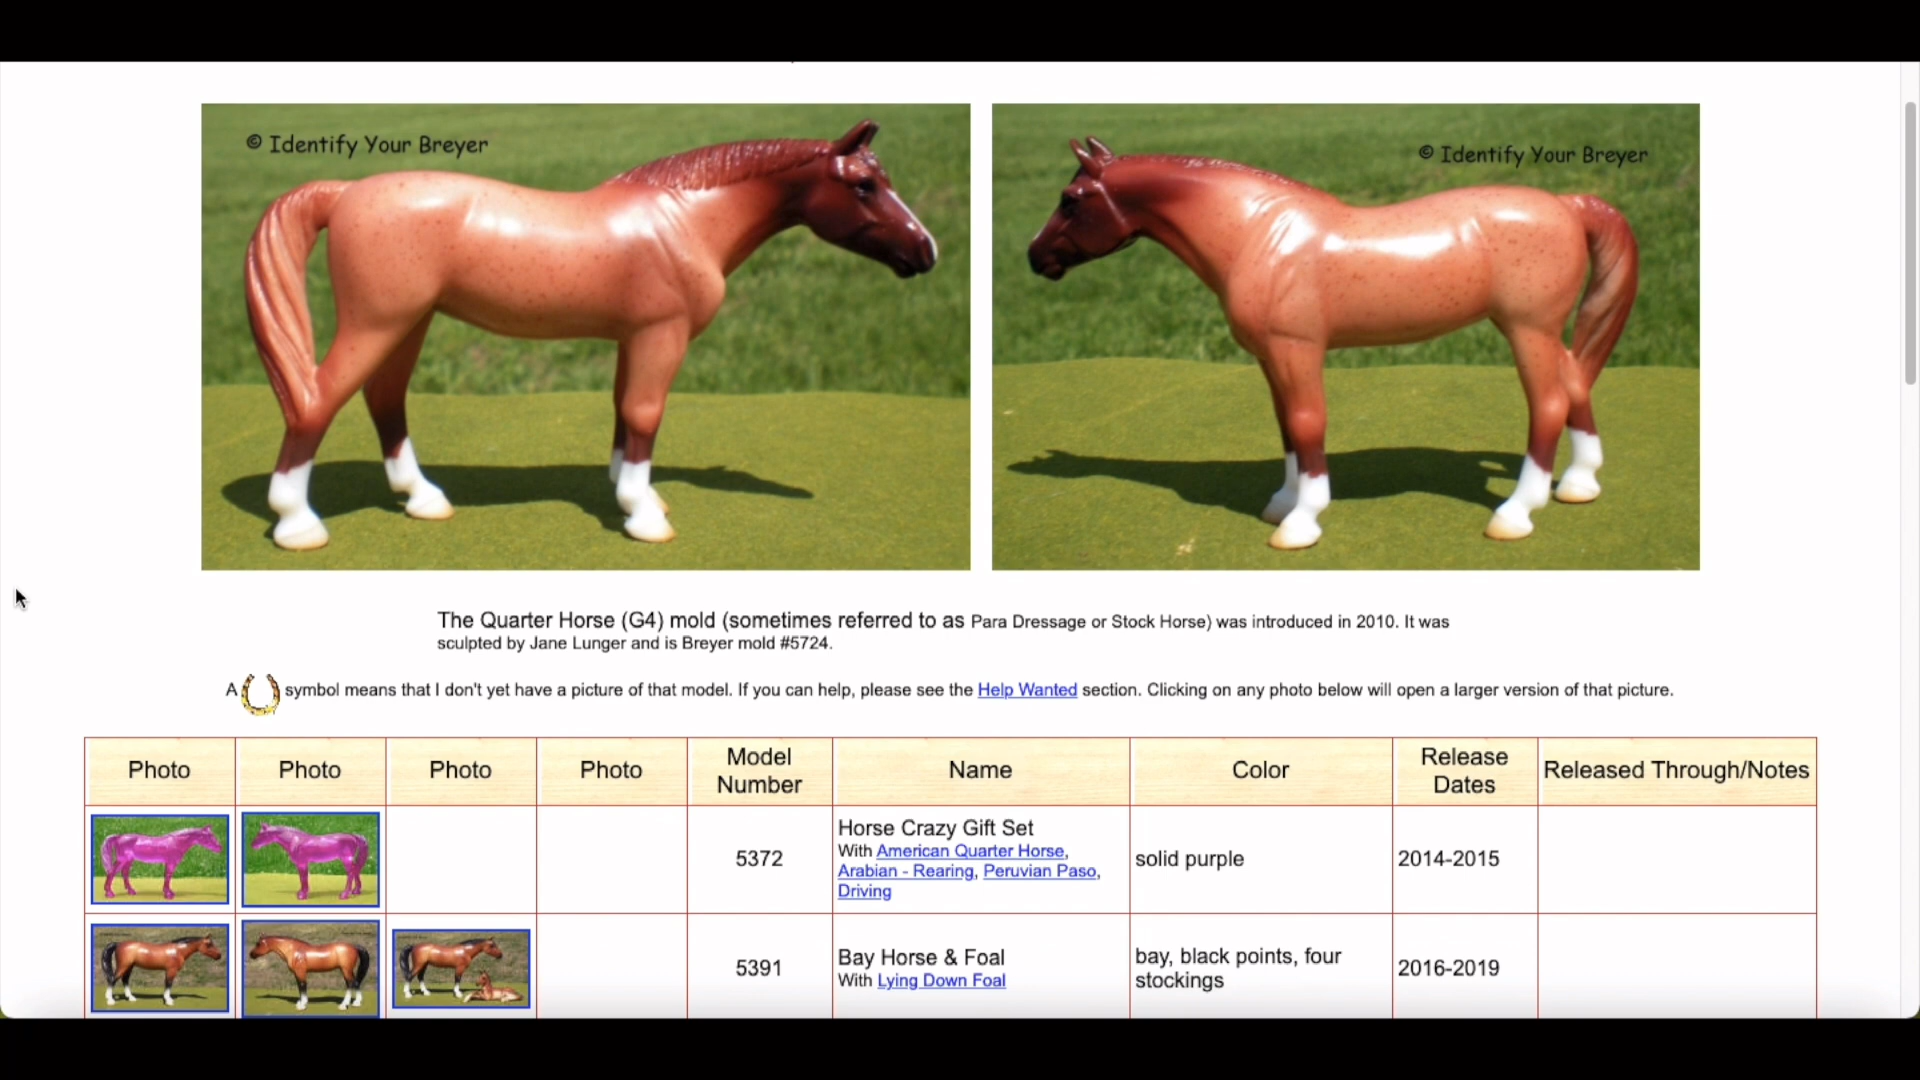 © Identify Your Breyer
© Identify Your Breyer
The Quarter Horse (G4) mold (sometimes referred to as Para Dressage or Stock Horse) was introduced in 2010. It was
sculpted by Jane Lunger and is Breyer mold #5724.
A symbol means that I don't yet have a picture of that model. If you can help, please see the Help Wanted section. Clicking on any photo below will open a larger version of that picture.
Photo Photo Photo Photo Model Number Name Color Release Dates Released Through/Notes
5372
Horse Crazy Gift Set
With American Quarter Horse,
Arabian - Rearing, Peruvian Paso,
Driving
solid purple
2014-2015
5391
Bay Horse & Foal
With Lying Down Foal
bay, black points, four
stockings
2016-2019